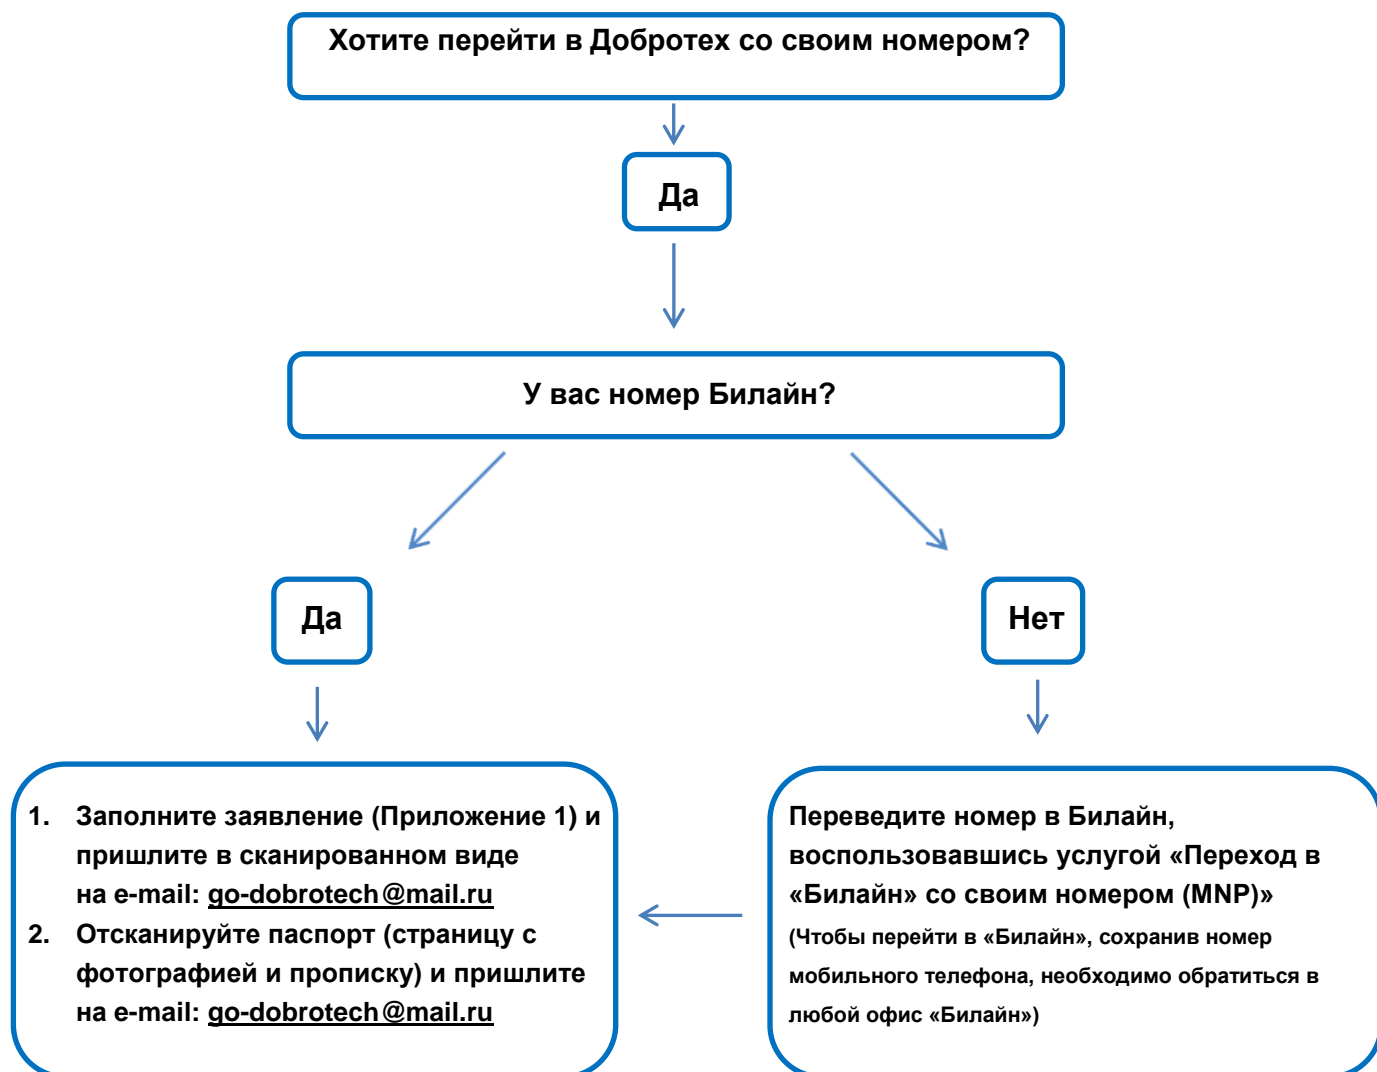 Хотите перейти в Добротех со своим номером?
Да
У вас номер Билайн?
Да
Нет
1. Заполните заявление (Приложение 1) и
пришлите в сканированном виде
на e-mail: go-dobrotech@mail.ru
2. Отсканируйте паспорт (страницу с
фотографией и прописку) и пришлите
на e-mail: go-dobrotech@mail.ru
Переведите номер в Билайн,
воспользовавшись услугой «Переход в
«Билайн» со своим номером (MNP)»
(Чтобы перейти в «Билайн», сохранив номер
мобильного телефона, необходимо обратиться в
любой офис «Билайн»)